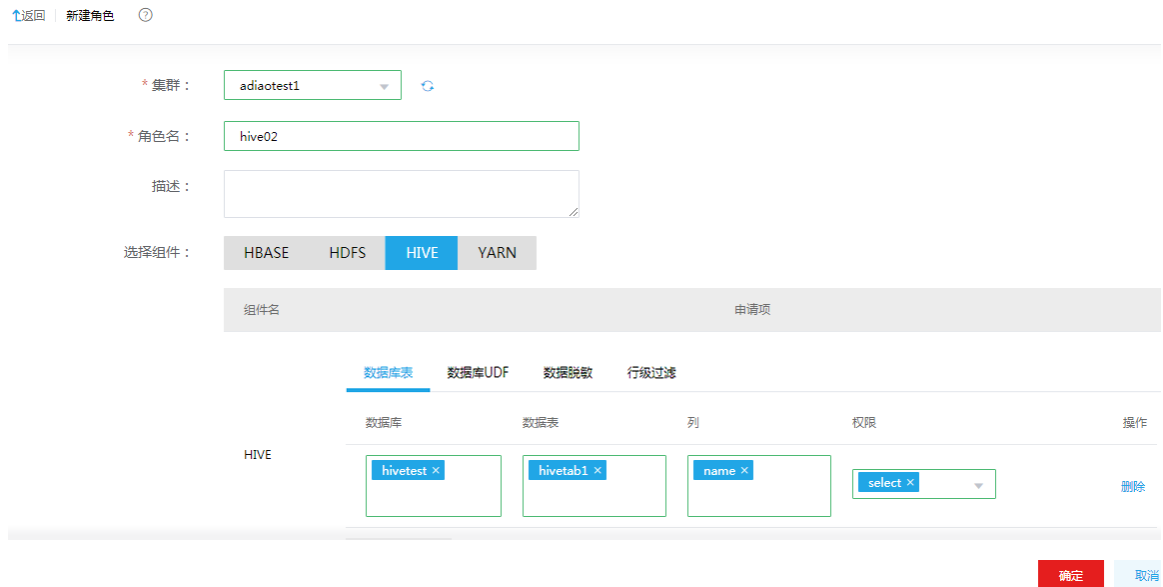 返回 新建角色 ?
* 集群： adiaotest1
* 角色名： hive02
描述：
选择组件： HBASE HDFS HIVE YARN
组件名 申请项
数据库表 数据库UDF 数据脱敏 行级过滤
数据库 数据表 列 权限 操作
HIVE
hivetest × hivetab1 × name × select × 删除
确定 取消